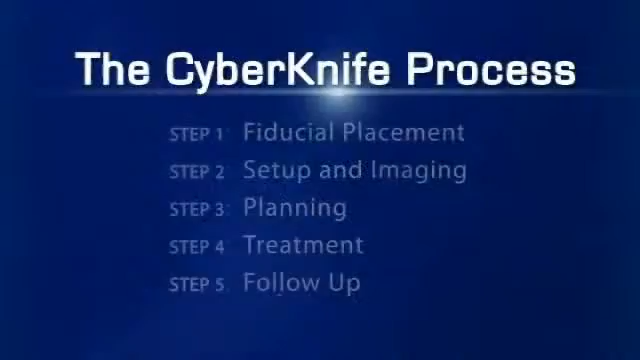 The CyberKnife Process
STEP 1: Fiducial Placement
STEP 2: Setup and Imaging
STEP 3: Planning
STEP 4: Treatment
STEP 5: Follow Up